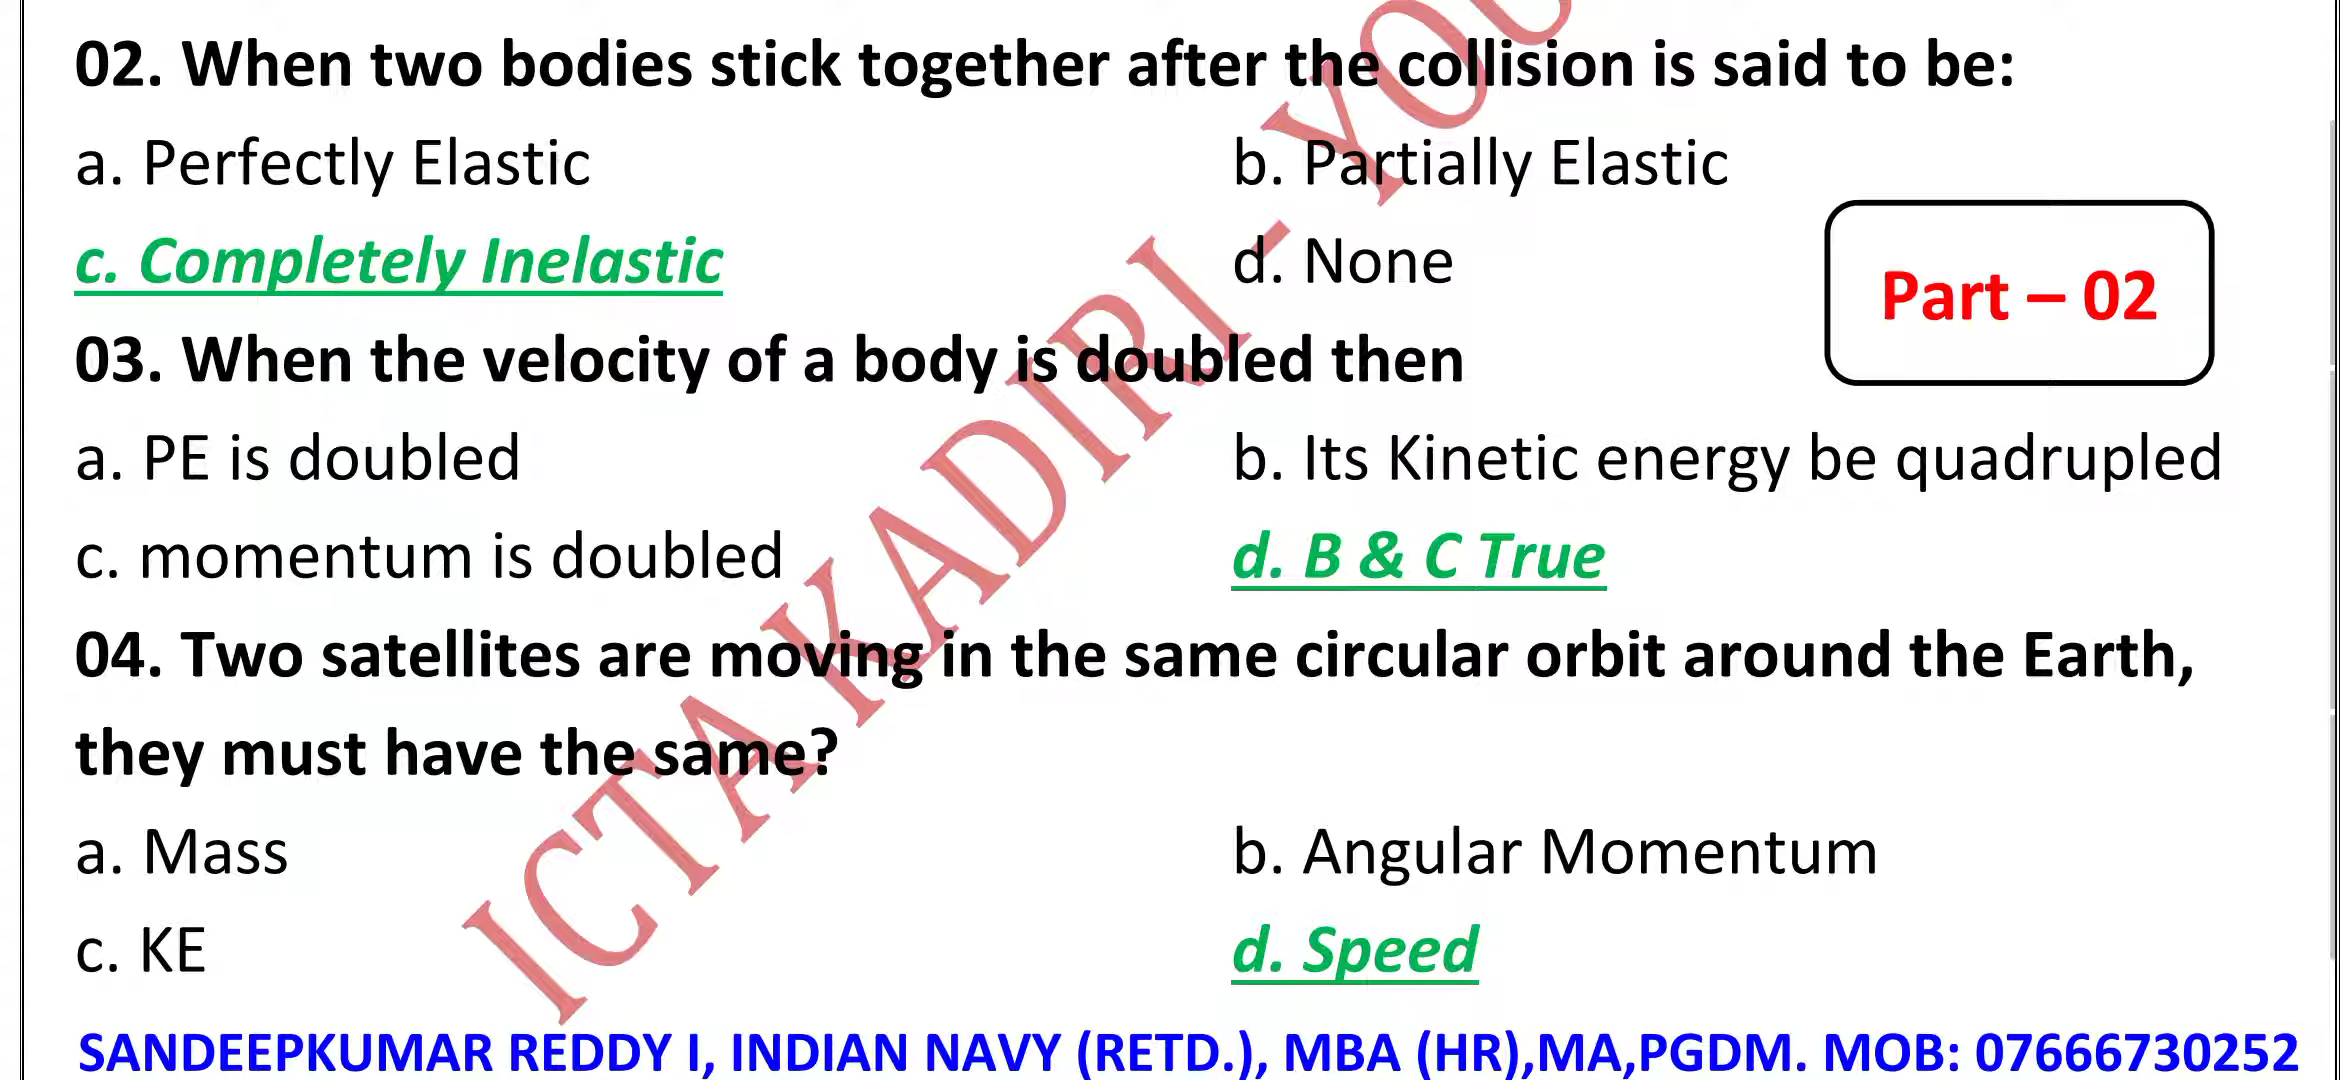 02. When two bodies stick together after the collision is said to be:
a. Perfectly Elastic b. Partially Elastic
c. Completely Inelastic d. None
Part – 02
03. When the velocity of a body is doubled then
a. PE is doubled b. Its Kinetic energy be quadrupled
c. momentum is doubled d. B & C True
04. Two satellites are moving in the same circular orbit around the Earth,
they must have the same?
a. Mass b. Angular Momentum
c. KE d. Speed
ICTA KADIRI -
SANDEEPKUMAR REDDY I, INDIAN NAVY (RETD.), MBA (HR),MA,PGDM. MOB: 07666730252